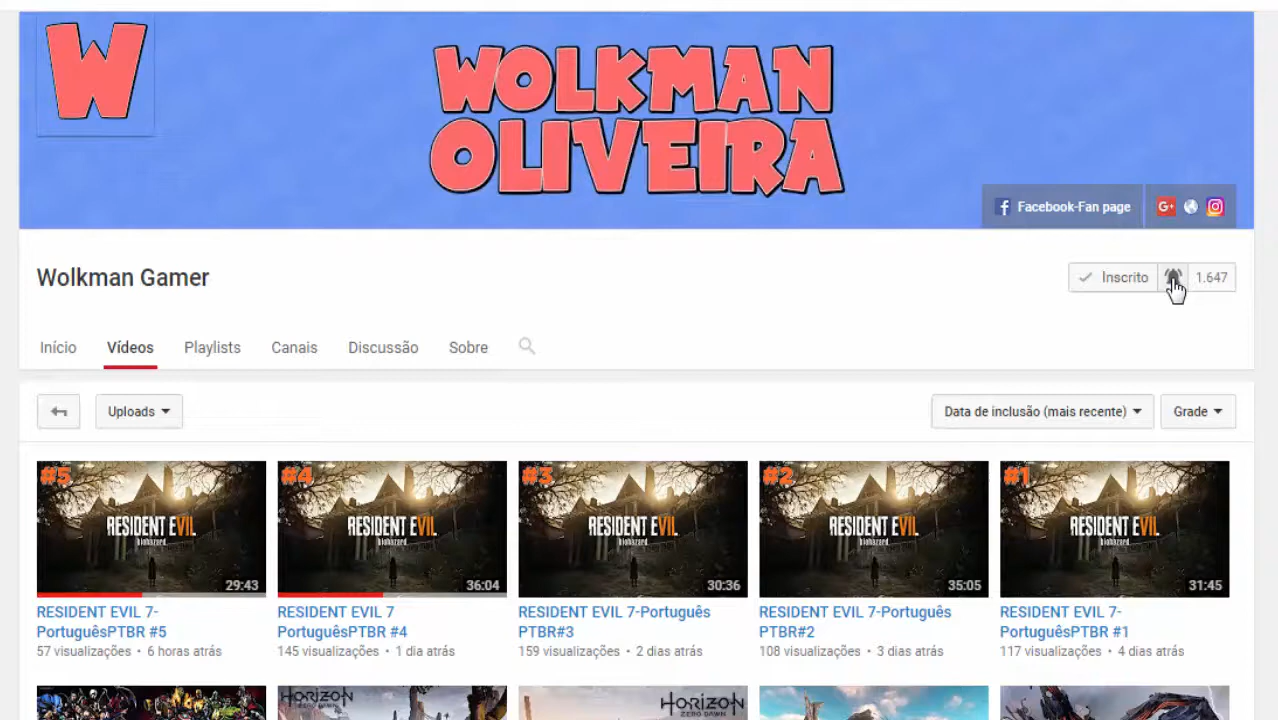 W
WOLKMAN
OLIVEIRA
Facebook-Fan page
G+
Wolkman Gamer
Inscrito
1.647
Início
Vídeos
Playlists
Canais
Discussão
Sobre
Uploads
Data de inclusão (mais recente)
Grade
#5
RESIDENT EVIL
biohazard
29:43
#4
RESIDENT EVIL
biohazard
36:04
#3
RESIDENT EVIL
biohazard
30:36
#2
RESIDENT EVIL
biohazard
35:05
#1
RESIDENT EVIL
biohazard
31:45
RESIDENT EVIL 7-
PortuguêsPTBR #5
57 visualizações • 6 horas atrás
RESIDENT EVIL 7
PortuguêsPTBR #4
145 visualizações • 1 dia atrás
RESIDENT EVIL 7-Português
PTBR#3
159 visualizações • 2 dias atrás
RESIDENT EVIL 7-Português
PTBR#2
108 visualizações • 3 dias atrás
RESIDENT EVIL 7-
PortuguêsPTBR #1
117 visualizações • 4 dias atrás
HORIZON
ZERO DAWN
HORIZON
ZERO DAWN